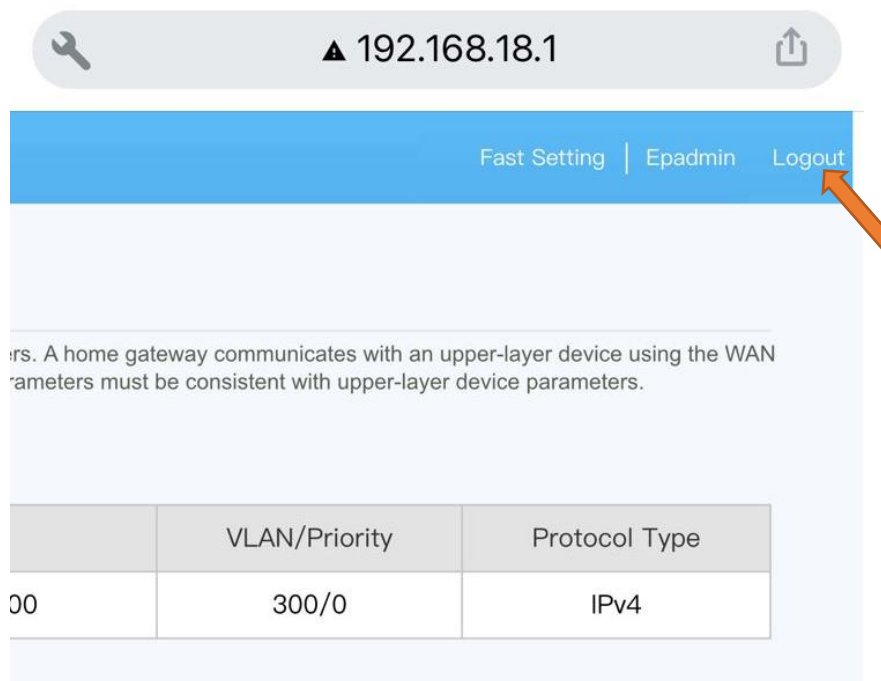 192.168.18.1
Fast Setting | Epadmin Logout
rs. A home gateway communicates with an upper-layer device using the WAN
rameters must be consistent with upper-layer device parameters.
VLAN/Priority Protocol Type
00 300/0 IPv4